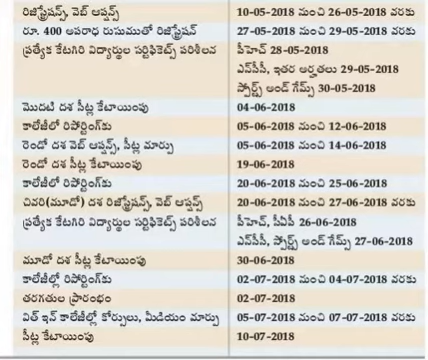 రిజిస్ట్రేషన్స్, వెబ్ ఆప్షన్స్ 10-05-2018 నుంచి 26-05-2018 వరకు
రూ. 400 అపరాధ రుసుముతో రిజిస్ట్రేషన్ 27-05-2018 నుంచి 29-05-2018 వరకు
ప్రత్యేక కేటగిరి విద్యార్థుల సర్టిఫికెట్స్ పరిశీలన పీహెచ్ 28-05-2018
ఎన్‌సీసీ, ఇతర అర్హతలు 29-05-2018
స్పోర్ట్స్ అండ్ గేమ్స్ 30-05-2018
మొదటి దశ సీట్ల కేటాయింపు 04-06-2018
కాలేజీలో రిపోర్టింగ్‌కు 05-06-2018 నుంచి 12-06-2018
రెండో దశ వెబ్ ఆప్షన్స్, సీట్ల మార్పు 05-06-2018 నుంచి 14-06-2018
రెండో దశ సీట్ల కేటాయింపు 19-06-2018
కాలేజీలో రిపోర్టింగ్‌కు 20-06-2018 నుంచి 25-06-2018
చివరి(మూడో) దశ రిజిస్ట్రేషన్స్, వెబ్ ఆప్షన్స్ 20-06-2018 నుంచి 27-06-2018 వరకు
ప్రత్యేక కేటగిరి విద్యార్థుల సర్టిఫికెట్స్ పరిశీలన పీహెచ్, సీఏపీ 26-06-2018
ఎన్‌సీసీ, స్పోర్ట్స్ అండ్ గేమ్స్ 27-06-2018
మూడో దశ సీట్ల కేటాయింపు 30-06-2018
కాలేజీల్లో రిపోర్టింగ్‌కు 02-07-2018 నుంచి 04-07-2018 వరకు
తరగతుల ప్రారంభం 02-07-2018
విత్ ఇన్ కాలేజీల్లో కోర్సులు, మీడియం మార్పు 05-07-2018 నుంచి 07-07-2018 వరకు
సీట్ల కేటాయింపు 10-07-2018